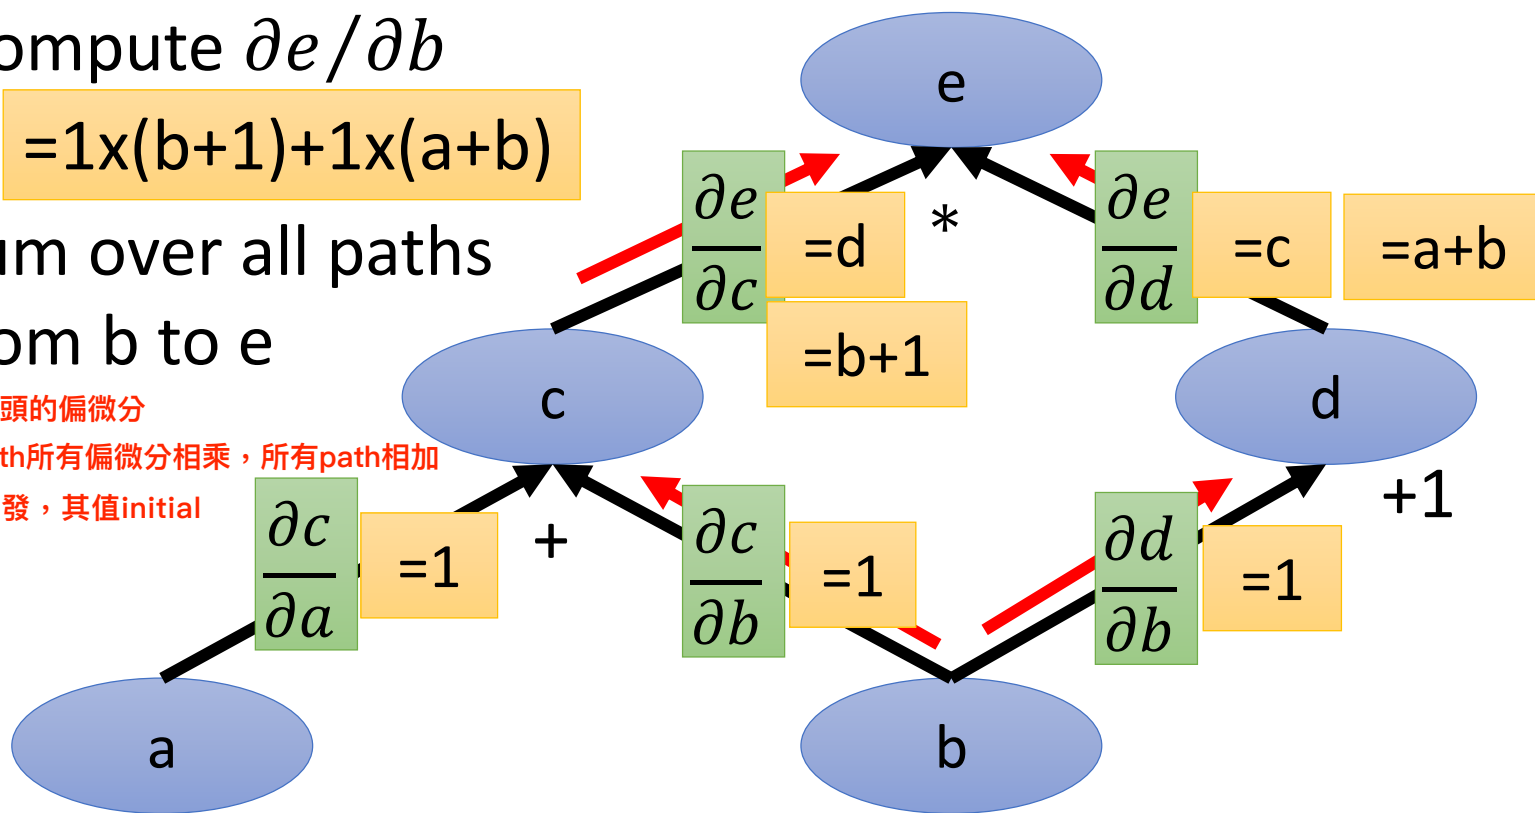 ompute ∂e/∂b
=1x(b+1)+1x(a+b)
um over all paths
om b to e
頭的偏微分
th所有偏微分相乘，所有path相加
發，其值initial
e
∂e/∂c
=d
=b+1
*
∂e/∂d
=c
=a+b
c
d
∂c/∂a
=1
+
∂c/∂b
=1
∂d/∂b
=1
+1
a
b